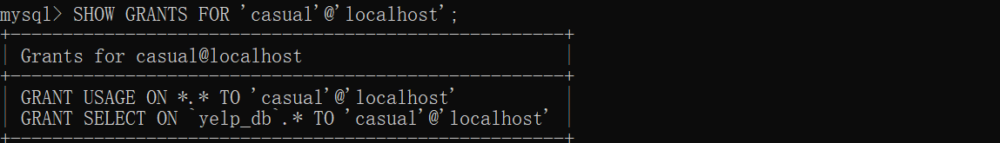 mysql> SHOW GRANTS FOR 'casual'@'localhost';
+-----------------------------------------------------+
| Grants for casual@localhost                         |
+-----------------------------------------------------+
| GRANT USAGE ON *.* TO 'casual'@'localhost'          |
| GRANT SELECT ON `yelp_db`.* TO 'casual'@'localhost' |
+-----------------------------------------------------+